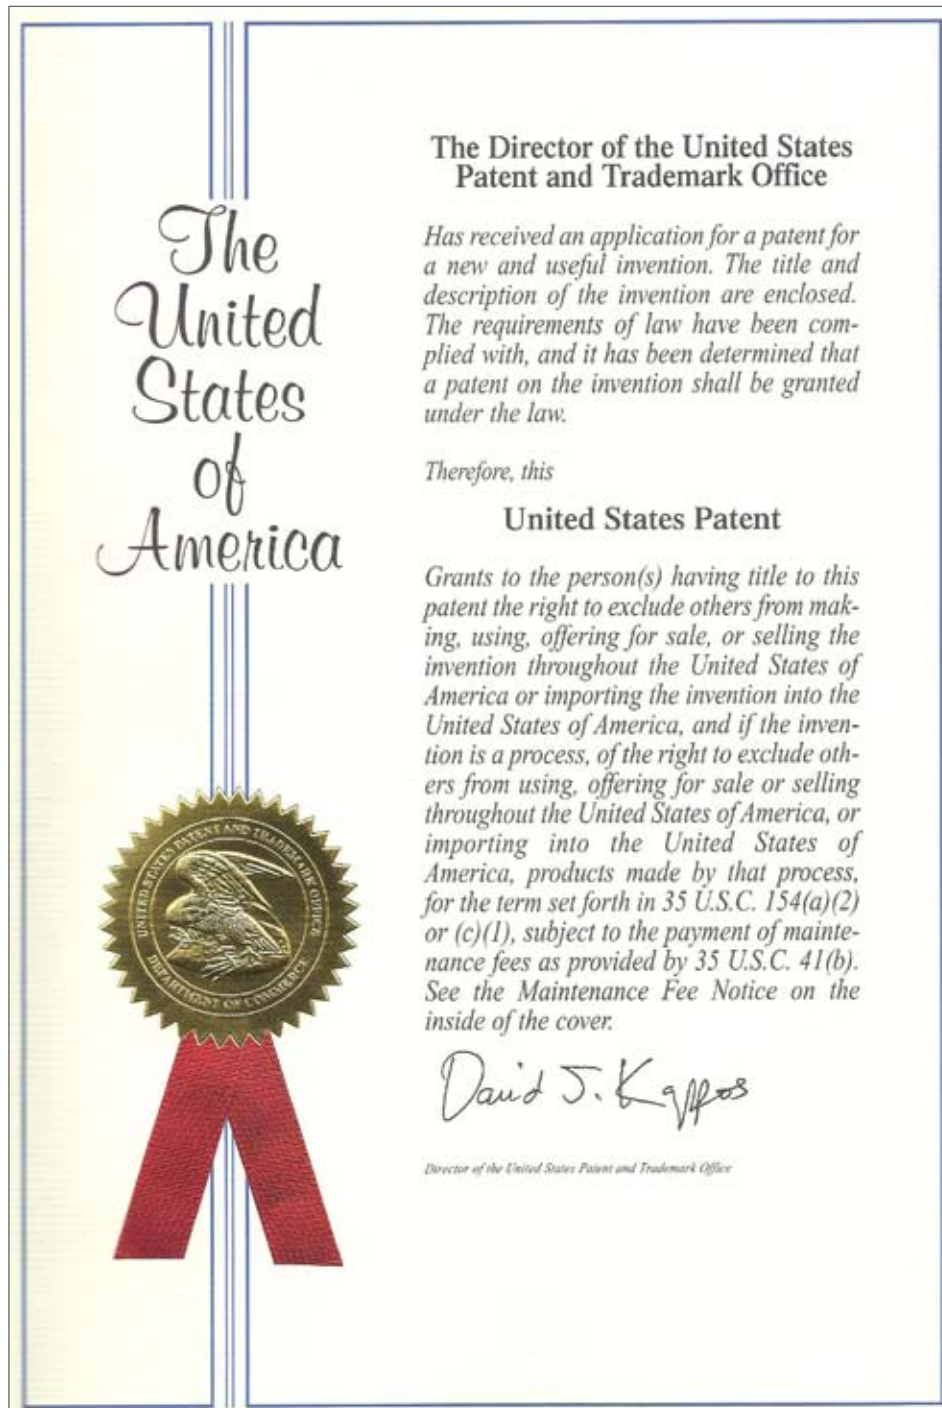 The
United
States
of
America
The Director of the United States
Patent and Trademark Office
Has received an application for a patent for
a new and useful invention. The title and
description of the invention are enclosed.
The requirements of law have been com-
plied with, and it has been determined that
a patent on the invention shall be granted
under the law.
Therefore, this
United States Patent
Grants to the person(s) having title to this
patent the right to exclude others from mak-
ing, using, offering for sale, or selling the
invention throughout the United States of
America or importing the invention into the
United States of America, and if the inven-
tion is a process, of the right to exclude oth-
ers from using, offering for sale or selling
throughout the United States of America, or
importing into the United States of
America, products made by that process,
for the term set forth in 35 U.S.C. 154(a)(2)
or (c)(1), subject to the payment of mainte-
nance fees as provided by 35 U.S.C. 41(b).
See the Maintenance Fee Notice on the
inside of the cover.
David J. Kappos
Director of the United States Patent and Trademark Office
UNITED STATES PATENT AND TRADEMARK OFFICE
DEPARTMENT OF COMMERCE